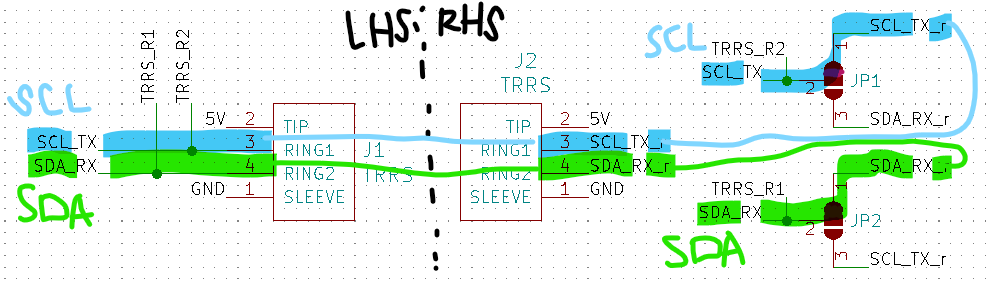 LHS RHS
SCL
SCL
SDA
SDA
TRRS_R1
TRRS_R2
5V
2
TIP
SCL_TX
3
RING1
J1
TRRS
SDA_RX
4
RING2
GND
1
SLEEVE
J2
TRRS
TIP
2
5V
RING1
3
SCL_TX_r
RING2
4
SDA_RX_r
SLEEVE
1
GND
SCL_TX_r
TRRS_R2
1
SCL_TX
2
JP1
3
SDA_RX_r
SDA_RX_r
TRRS_R1
1
SDA_RX
2
JP2
3
SCL_TX_r